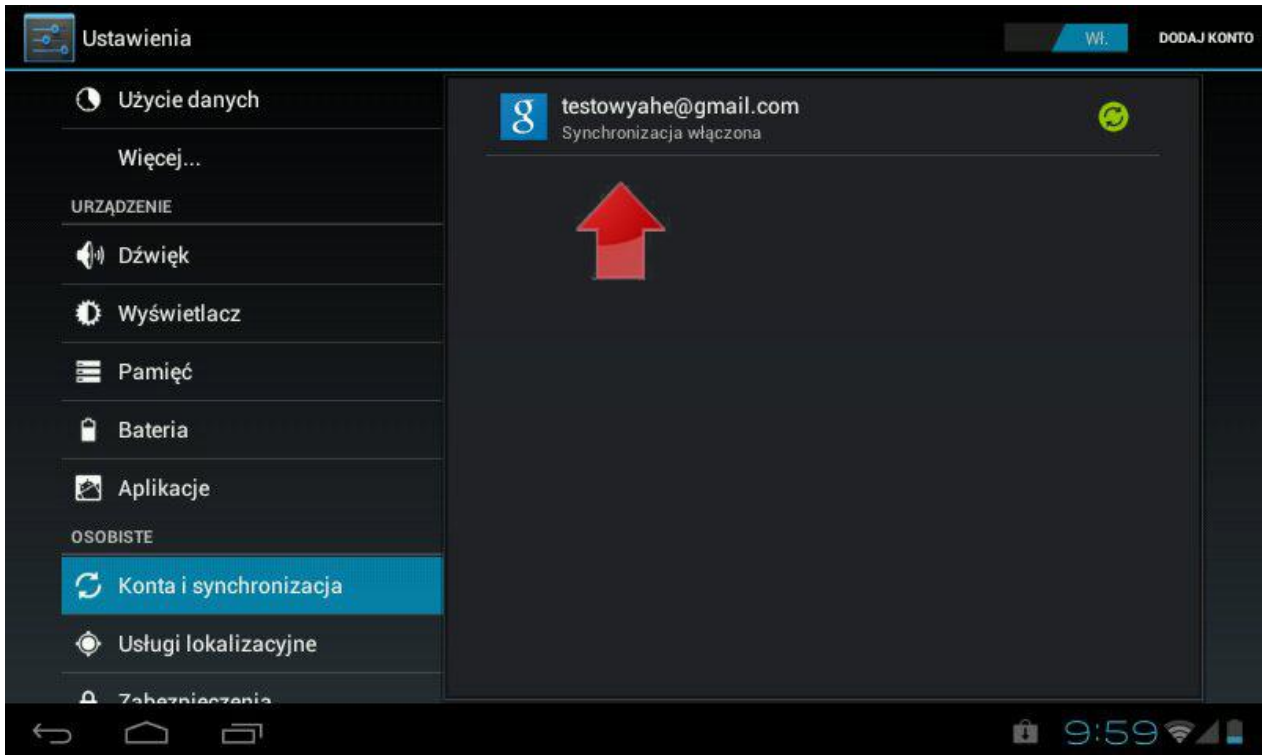 Ustawienia
WŁ.
DODAJ KONTO
Użycie danych
Więcej...
URZĄDZENIE
Dźwięk
Wyświetlacz
Pamięć
Bateria
Aplikacje
OSOBISTE
Konta i synchronizacja
Usługi lokalizacyjne
Zabezpieczenia
g
testowyahe@gmail.com
Synchronizacja włączona
9:59